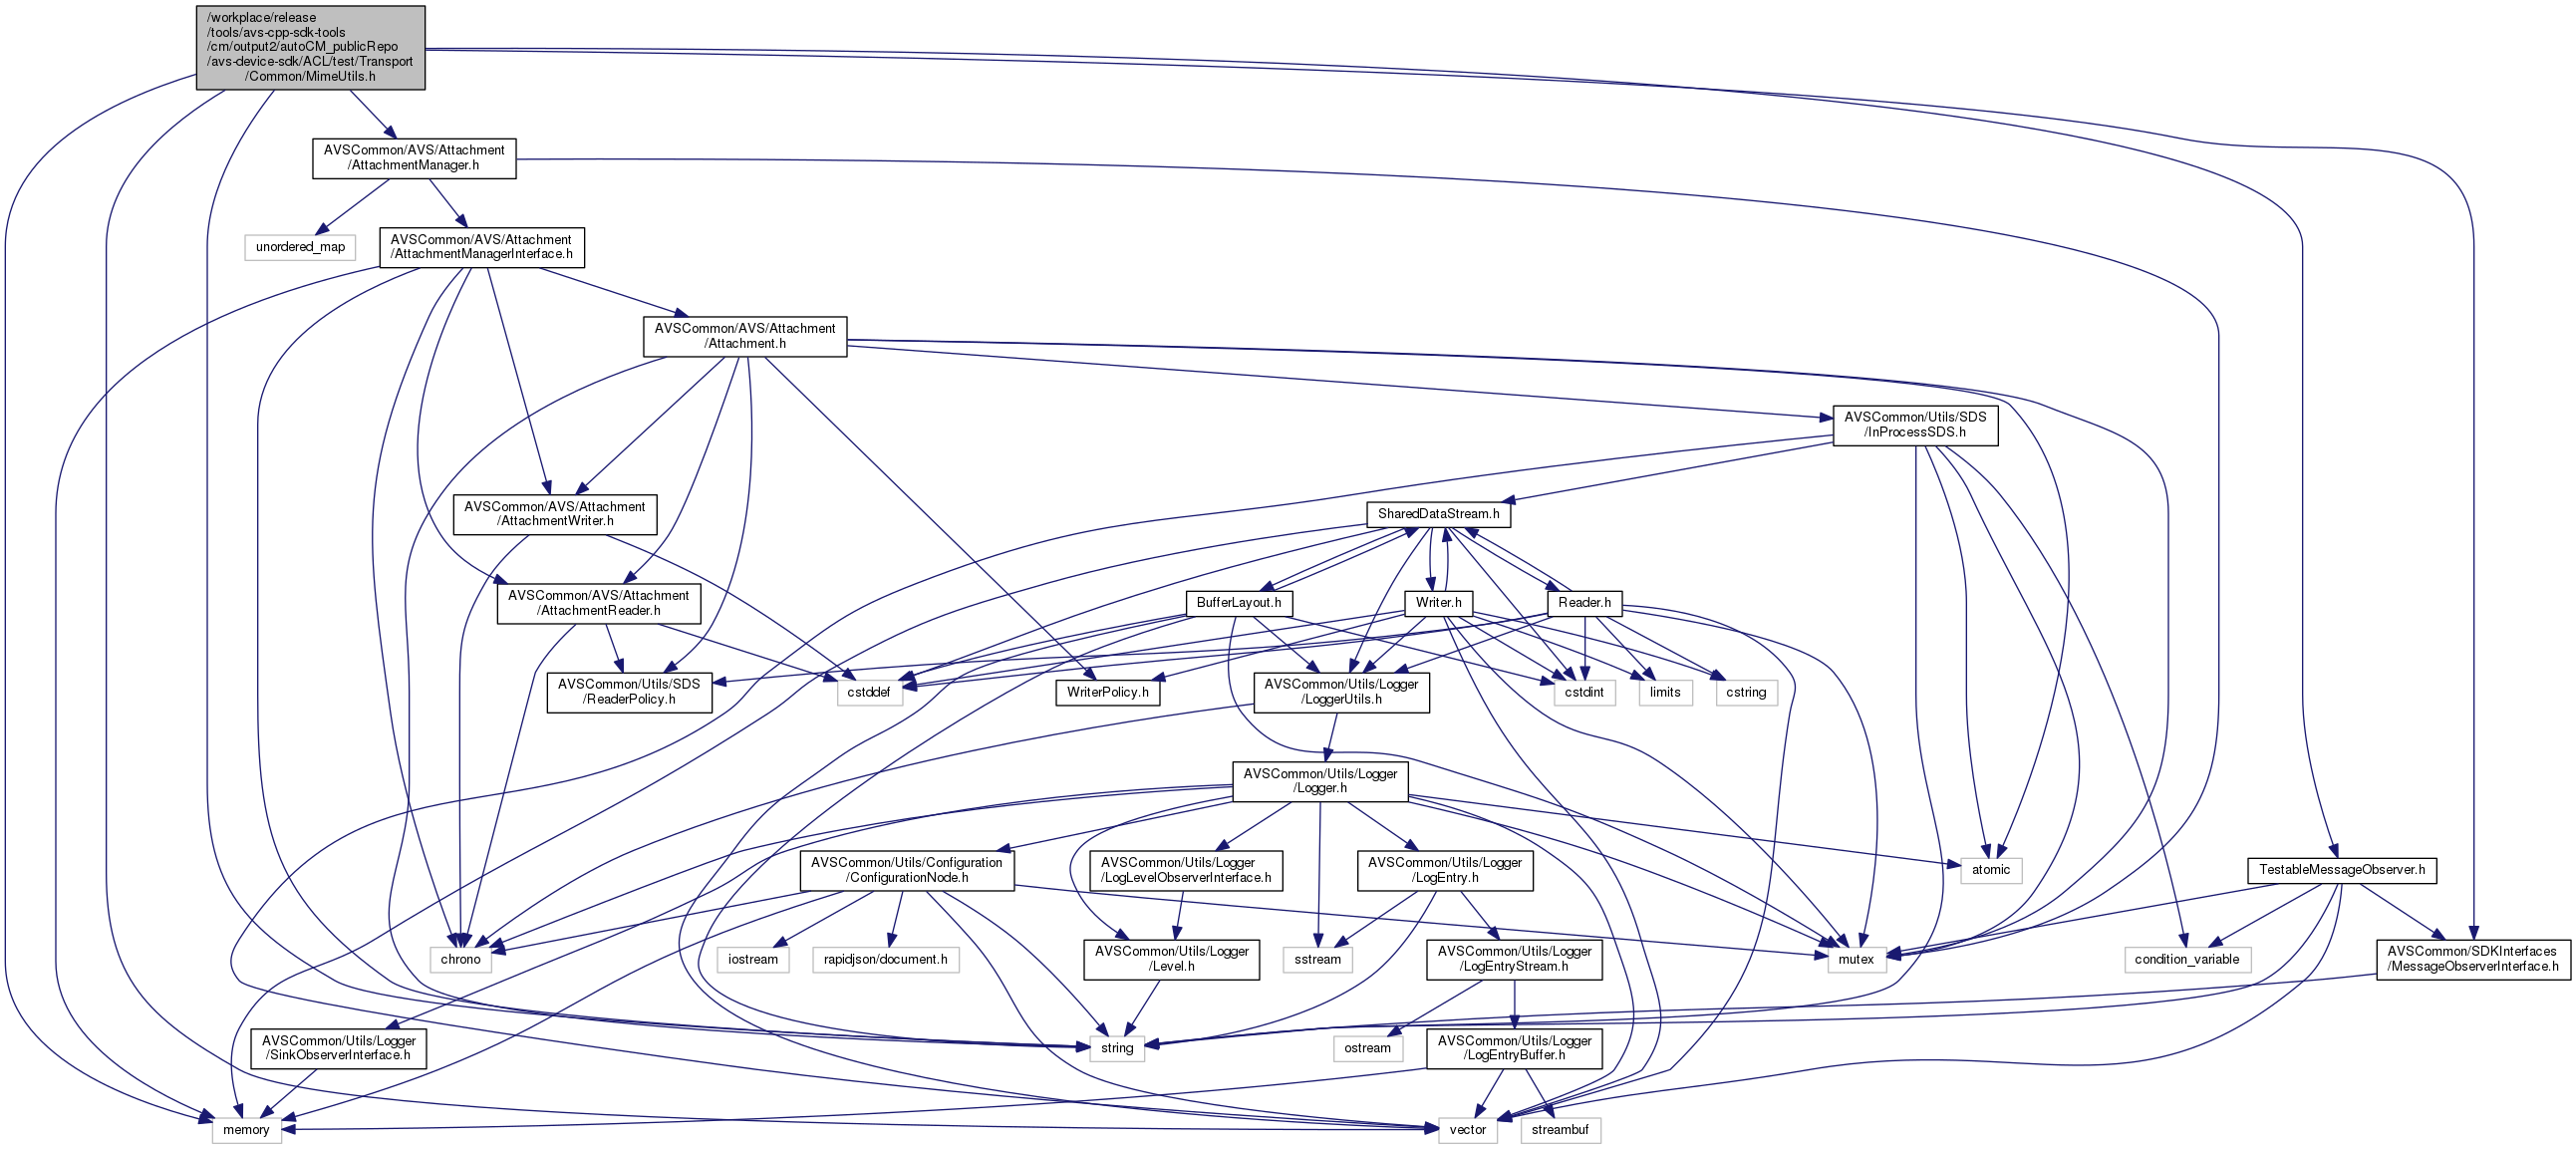 /workplace/release
/tools/avs-cpp-sdk-tools
/cm/output2/autoCM_publicRepo
/avs-device-sdk/ACL/test/Transport
/Common/MimeUtils.h
AVSCommon/AVS/Attachment
/AttachmentManager.h
unordered_map
AVSCommon/AVS/Attachment
/AttachmentManagerInterface.h
AVSCommon/AVS/Attachment
/Attachment.h
AVSCommon/Utils/SDS
/InProcessSDS.h
AVSCommon/AVS/Attachment
/AttachmentWriter.h
SharedDataStream.h
AVSCommon/AVS/Attachment
/AttachmentReader.h
BufferLayout.h
Writer.h
Reader.h
AVSCommon/Utils/SDS
/ReaderPolicy.h
cstddef
WriterPolicy.h
AVSCommon/Utils/Logger
/LoggerUtils.h
cstdint
limits
cstring
AVSCommon/Utils/Logger
/Logger.h
AVSCommon/Utils/Configuration
/ConfigurationNode.h
AVSCommon/Utils/Logger
/LogLevelObserverInterface.h
AVSCommon/Utils/Logger
/LogEntry.h
atomic
TestableMessageObserver.h
chrono
iostream
rapidjson/document.h
AVSCommon/Utils/Logger
/Level.h
sstream
AVSCommon/Utils/Logger
/LogEntryStream.h
mutex
condition_variable
AVSCommon/SDKInterfaces
/MessageObserverInterface.h
AVSCommon/Utils/Logger
/SinkObserverInterface.h
string
ostream
AVSCommon/Utils/Logger
/LogEntryBuffer.h
memory
vector
streambuf